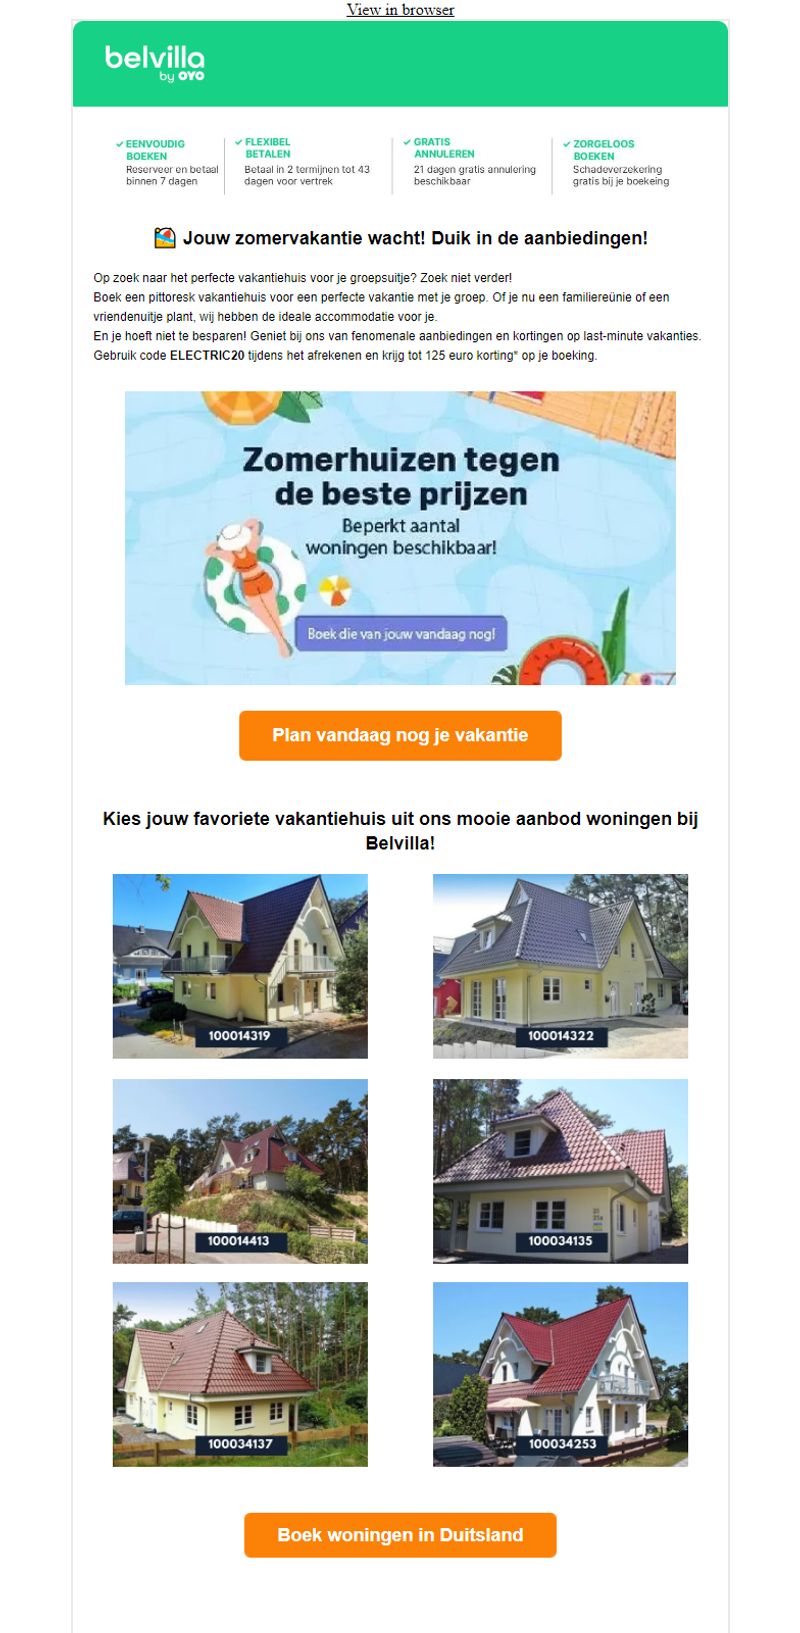 View in browser
belvilla
by OYO
✓ EENVOUDIG
BOEKEN
Reserveer en betaal
binnen 7 dagen
✓ FLEXIBEL
BETALEN
Betaal in 2 termijnen tot 43
dagen voor vertrek
✓ GRATIS
ANNULEREN
21 dagen gratis annulering
beschikbaar
✓ ZORGELOOS
BOEKEN
Schadeverzekering
gratis bij je boekeing
Jouw zomervakantie wacht! Duik in de aanbiedingen!
Op zoek naar het perfecte vakantiehuis voor je groepsuitje? Zoek niet verder!
Boek een pittoresk vakantiehuis voor een perfecte vakantie met je groep. Of je nu een familiereünie of een
vriendenuitje plant, wij hebben de ideale accommodatie voor je.
En je hoeft niet te besparen! Geniet bij ons van fenomenale aanbiedingen en kortingen op last-minute vakanties.
Gebruik code ELECTRIC20 tijdens het afrekenen en krijg tot 125 euro korting* op je boeking.
Zomerhuizen tegen
de beste prijzen
Beperkt aantal
woningen beschikbaar!
Boek die van jouw vandaag nog!
Plan vandaag nog je vakantie
Kies jouw favoriete vakantiehuis uit ons mooie aanbod woningen bij
Belvilla!
100014319
100014322
100014413
100034135
100034137
100034253
Boek woningen in Duitsland